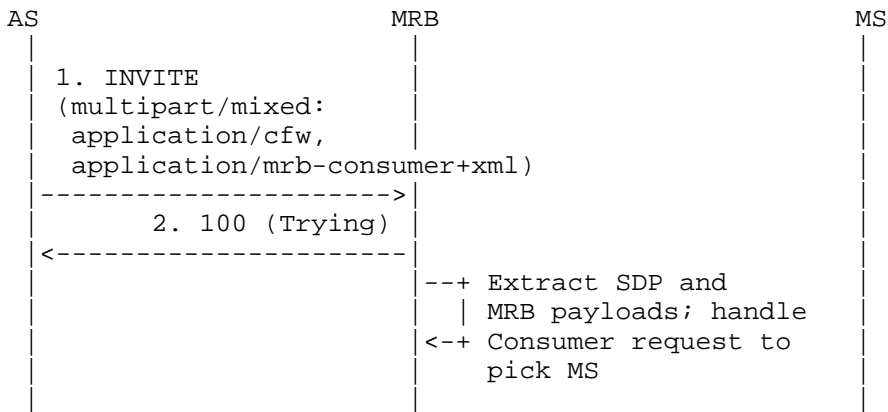 AS MRB MS
1. INVITE
(multipart/mixed:
application/cfw,
application/mrb-consumer+xml)
2. 100 (Trying)
Extract SDP and
MRB payloads; handle
Consumer request to
pick MS